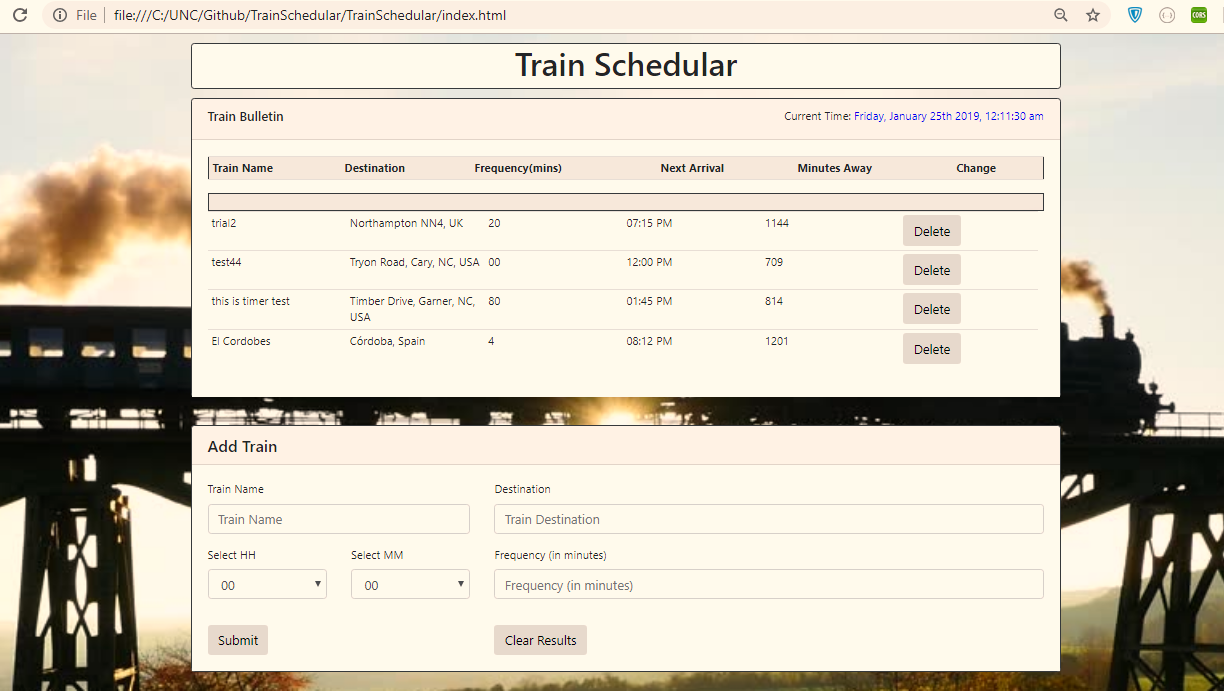 File file:///C:/UNC/Github/TrainSchedular/TrainSchedular/index.html
CORS
Train Schedular
Train Bulletin Current Time: Friday, January 25th 2019, 12:11:30 am
Train Name Destination Frequency(mins) Next Arrival Minutes Away Change
trial2 Northampton NN4, UK 20 07:15 PM 1144 Delete
test44 Tryon Road, Cary, NC, USA 00 12:00 PM 709 Delete
this is timer test Timber Drive, Garner, NC, 80 01:45 PM 814 Delete
USA
El Cordobes Córdoba, Spain 4 08:12 PM 1201 Delete
Add Train
Train Name Destination
Train Name Train Destination
Select HH Select MM Frequency (in minutes)
00 00 Frequency (in minutes)
Submit Clear Results